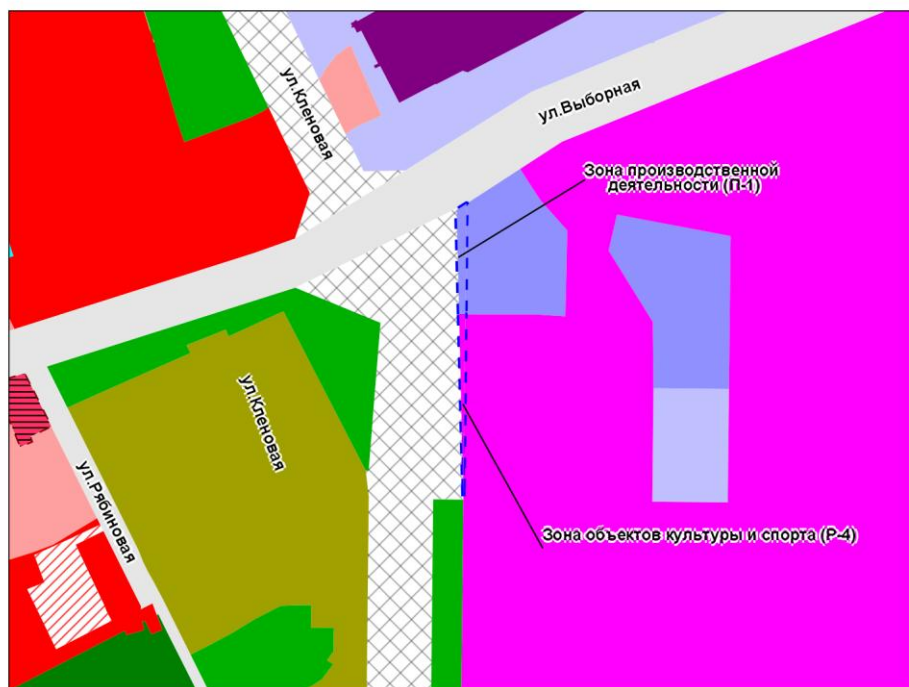 ул.Кленовая
ул.Выборная
Зона производственной
деятельности (П-1)
ул.Кленовая
ул.Рябиновая
Зона объектов культуры и спорта (Р-4)